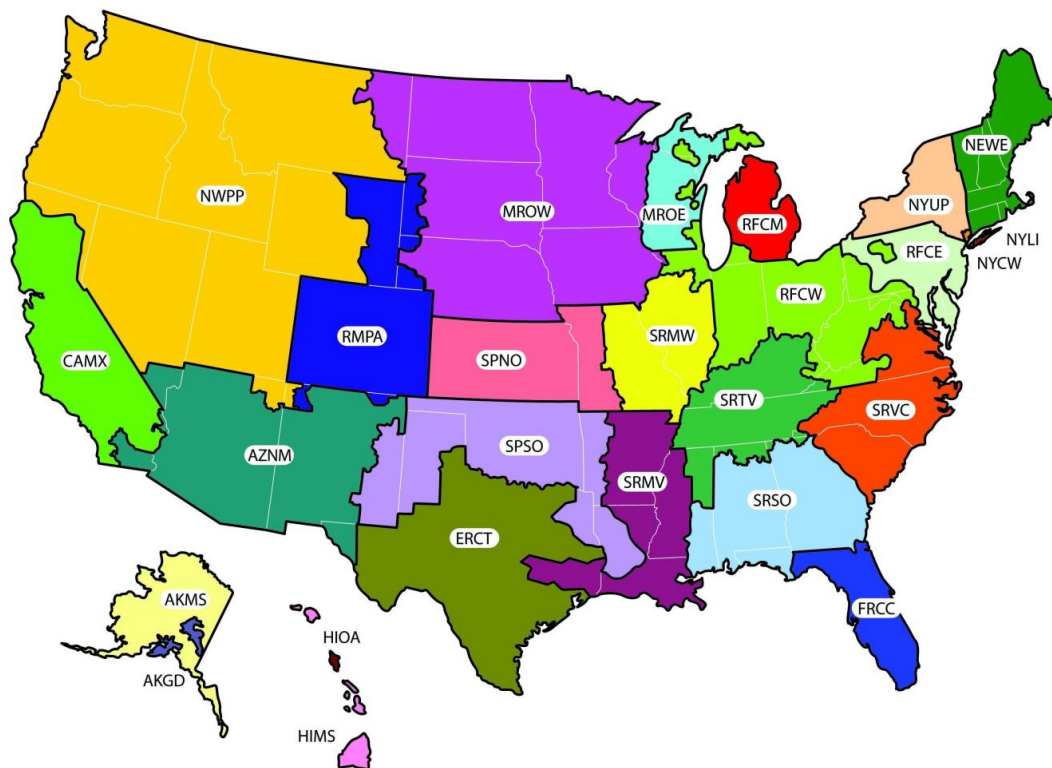 NEWE
NWPP
NYUP
MROW
MROE
RFCM
NYLI
RFCE
NYCW
RFCW
RMPA
SRMW
CAMX
SPNO
SRTV
SRVC
SPSO
AZNM
SRMV
SRSO
ERCT
AKMS
FRCC
HIOA
AKGD
HIMS